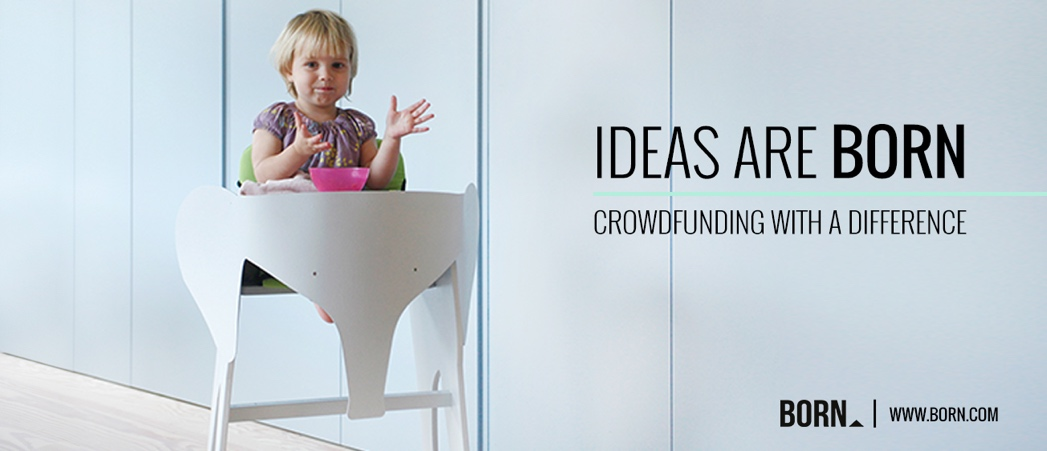 IDEAS ARE BORN
CROWDFUNDING WITH A DIFFERENCE
BORN. | WWW.BORN.COM